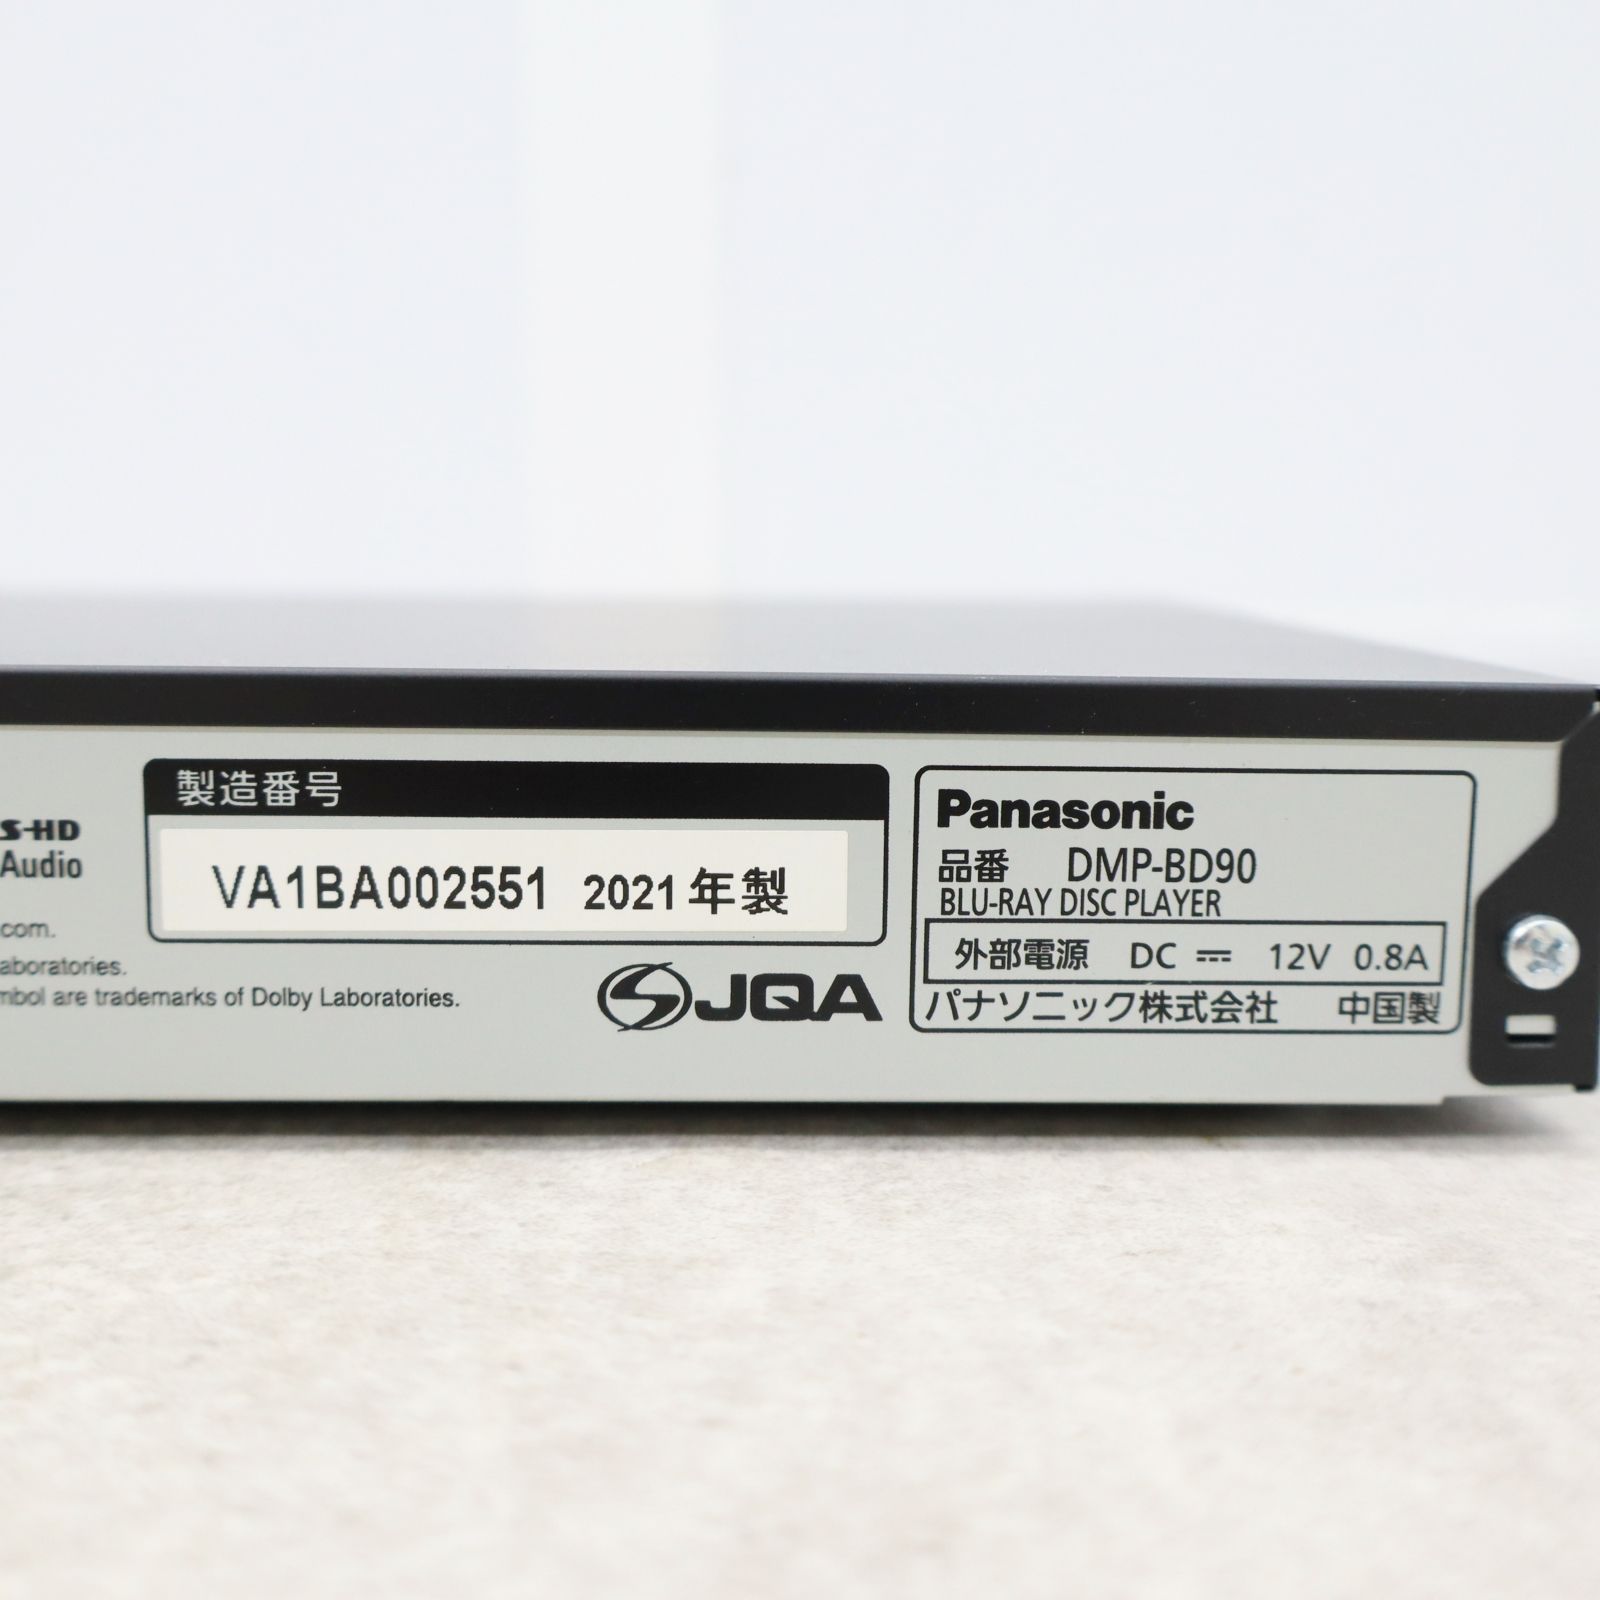 S-HD
Audio
com.
aboratories.
mbol are trademarks of Dolby Laboratories.
製造番号
VA1BA002551 2021年製
JQA
Panasonic
品番 DMP-BD90
BLU-RAY DISC PLAYER
外部電源 DC ⎓ 12V 0.8A
パナソニック株式会社 中国製